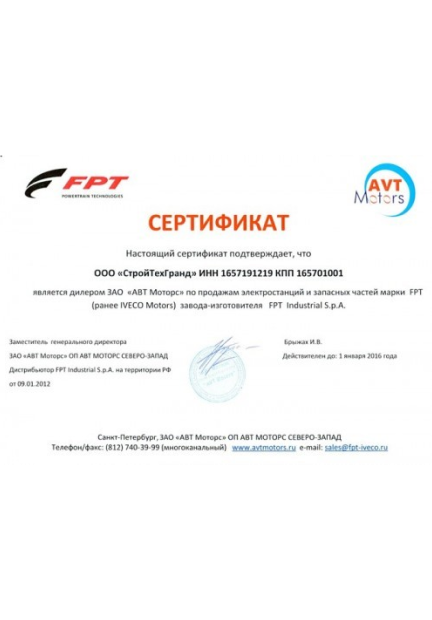 FPT
POWERTRAIN TECHNOLOGIES
AVT
Motors
СЕРТИФИКАТ
Настоящий сертификат подтверждает, что
ООО «СтройТехГранд» ИНН 1657191219 КПП 165701001
является дилером ЗАО «АВТ Моторс» по продажам электростанций и запасных частей марки FPT
(ранее IVECO Motors) завода-изготовителя FPT Industrial S.p.A.
Заместитель генерального директора
Брыжак И.В.
ЗАО «АВТ Моторс» ОП АВТ МОТОРС СЕВЕРО-ЗАПАД
Действителен до: 1 января 2016 года
Дистрибьютор FPT Industrial S.p.A. на территории РФ
от 09.01.2012
Санкт-Петербург, ЗАО «АВТ Моторс» ОП АВТ МОТОРС СЕВЕРО-ЗАПАД
Телефон/факс: (812) 740-39-99 (многоканальный) www.avtmotors.ru e-mail: sales@fpt-iveco.ru